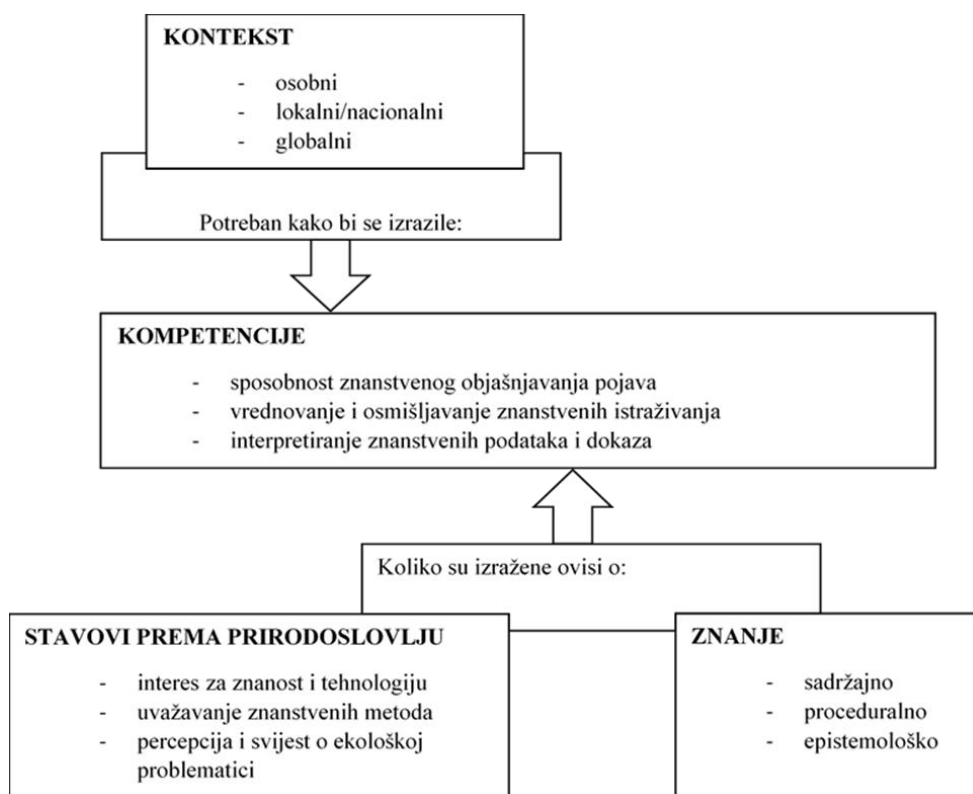 KONTEKST
- osobni
- lokalni/nacionalni
- globalni
Potreban kako bi se izrazile:
KOMPETENCIJE
- sposobnost znanstvenog objašnjavanja pojava
- vrednovanje i osmišljavanje znanstvenih istraživanja
- interpretiranje znanstvenih podataka i dokaza
Koliko su izražene ovisi o:
STAVOVI PREMA PRIRODOSLOVLJU
- interes za znanost i tehnologiju
- uvažavanje znanstvenih metoda
- percepcija i svijest o ekološkoj
problematici
ZNANJE
- sadržajno
- proceduralno
- epistemološko